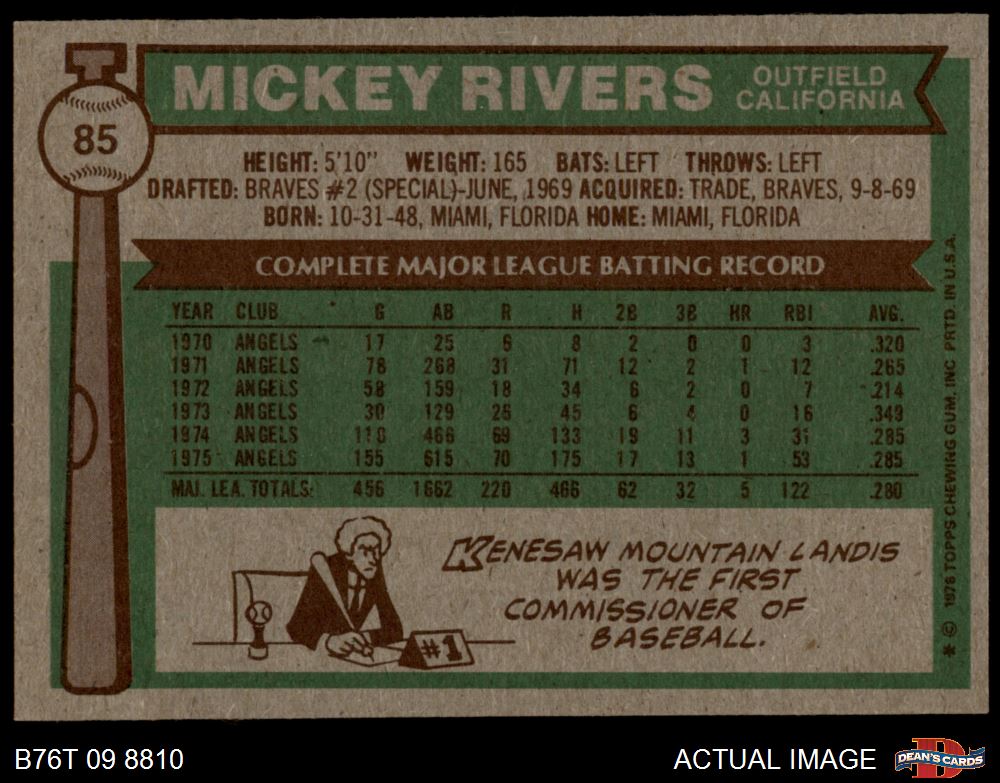 85
MICKEY RIVERS
OUTFIELD
CALIFORNIA
HEIGHT: 5'10" WEIGHT: 165 BATS: LEFT THROWS: LEFT
DRAFTED: BRAVES #2 (SPECIAL)-JUNE, 1969 ACQUIRED: TRADE, BRAVES, 9-8-69
BORN: 10-31-48, MIAMI, FLORIDA HOME: MIAMI, FLORIDA
COMPLETE MAJOR LEAGUE BATTING RECORD
YEAR CLUB G AB R H 2B 3B HR RBI AVG.
1970 ANGELS 17 25 6 8 2 0 0 3 .320
1971 ANGELS 78 268 31 71 12 2 1 12 .265
1972 ANGELS 58 159 18 34 6 2 0 7 .214
1973 ANGELS 30 129 26 45 6 4 0 16 .349
1974 ANGELS 118 466 69 133 19 11 3 31 .285
1975 ANGELS 155 615 70 175 17 13 1 53 .285
MAJ. LEA. TOTALS: 456 1662 220 466 62 32 5 122 .280
KENESAW MOUNTAIN LANDIS
WAS THE FIRST
COMMISSIONER OF
BASEBALL.
#1
* © 1976 TOPPS CHEWING GUM, INC PRTD. IN U.S.A.
B76T 09 8810
ACTUAL IMAGE
D
DEAN'S CARDS